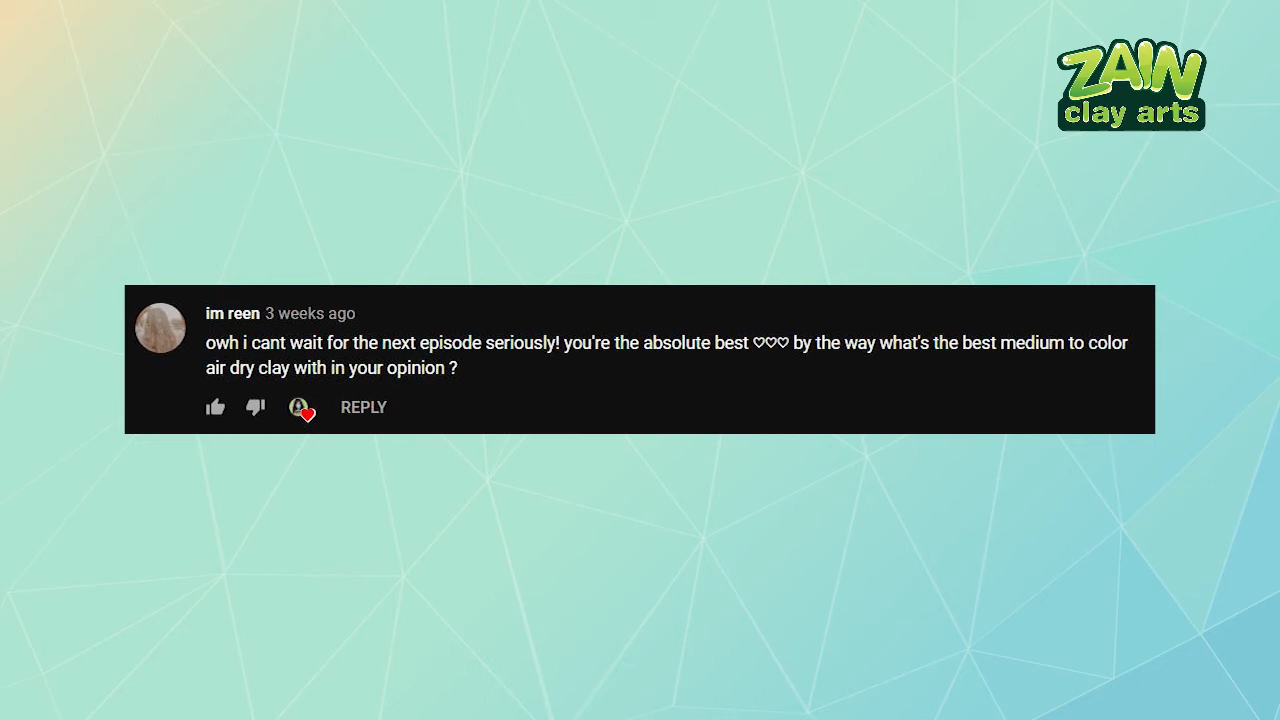 ZAIN
clay arts
im reen 3 weeks ago
owh i cant wait for the next episode seriously! you're the absolute best ♡♡♡ by the way what's the best medium to color
air dry clay with in your opinion ?
REPLY